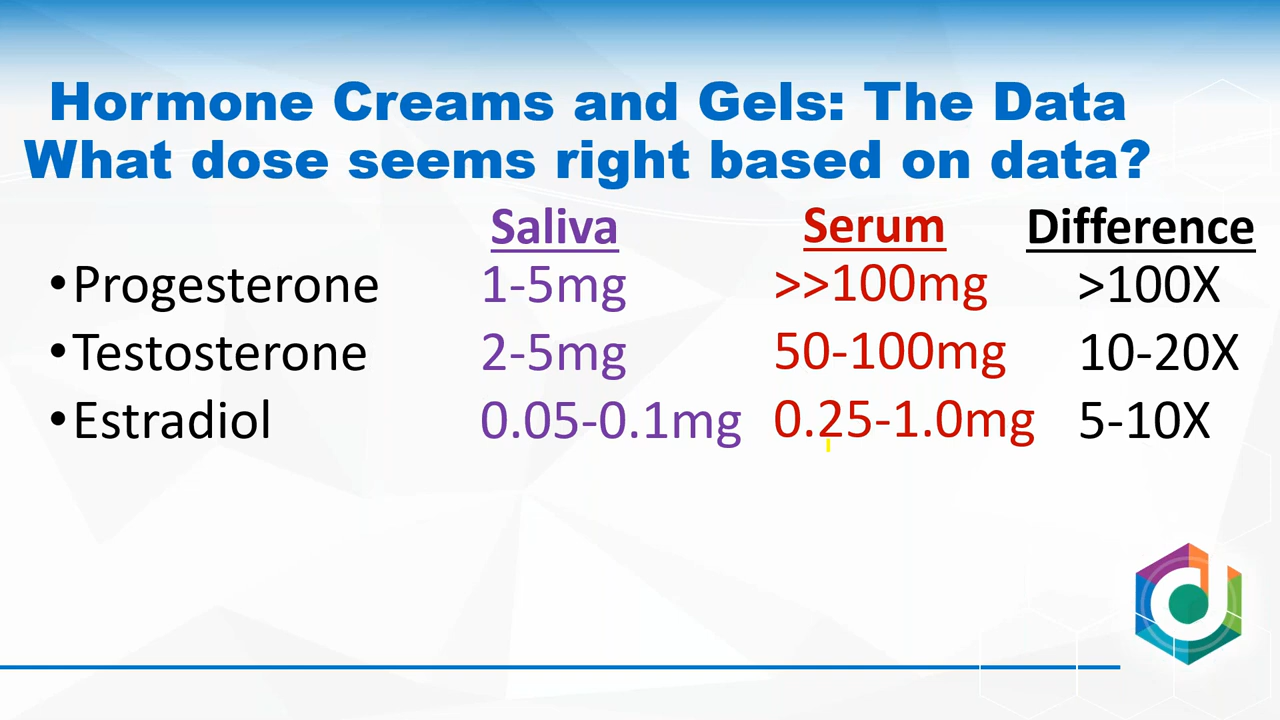 Hormone Creams and Gels: The Data
What dose seems right based on data?
Saliva Serum Difference
•Progesterone 1-5mg >>100mg >100X
•Testosterone 2-5mg 50-100mg 10-20X
•Estradiol 0.05-0.1mg 0.25-1.0mg 5-10X